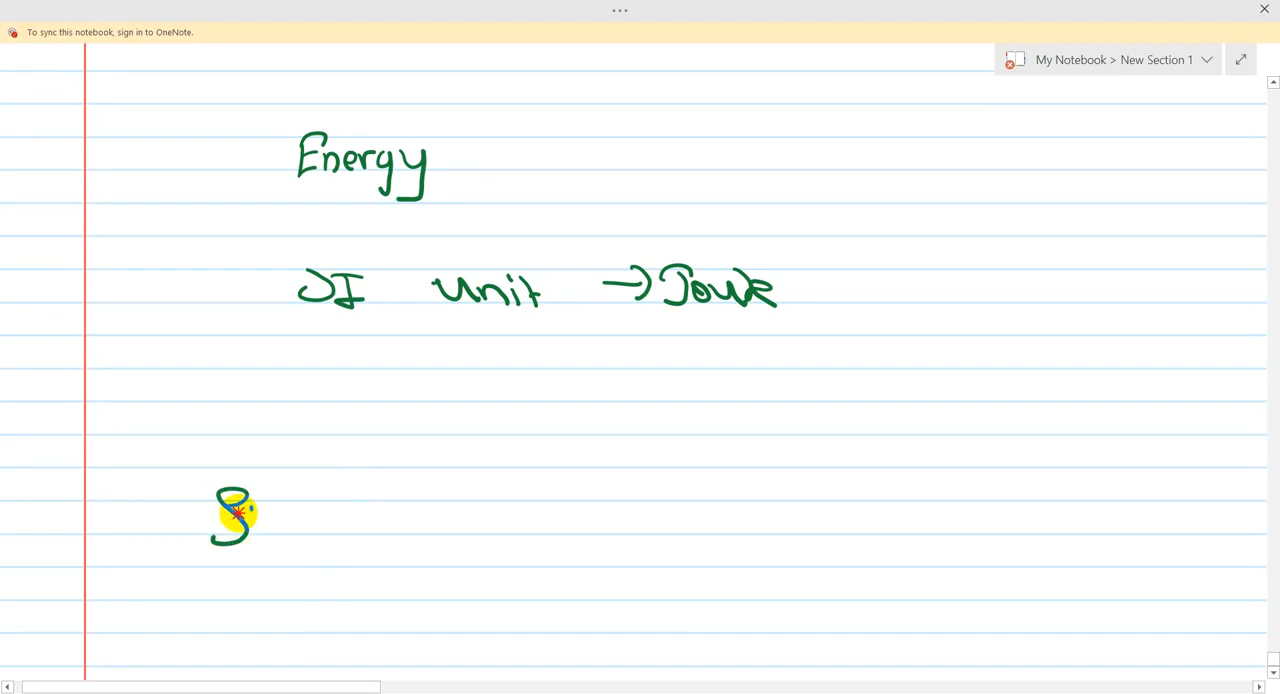 To sync this notebook, sign in to OneNote.
My Notebook > New Section 1
Energy
SI unit → Joule